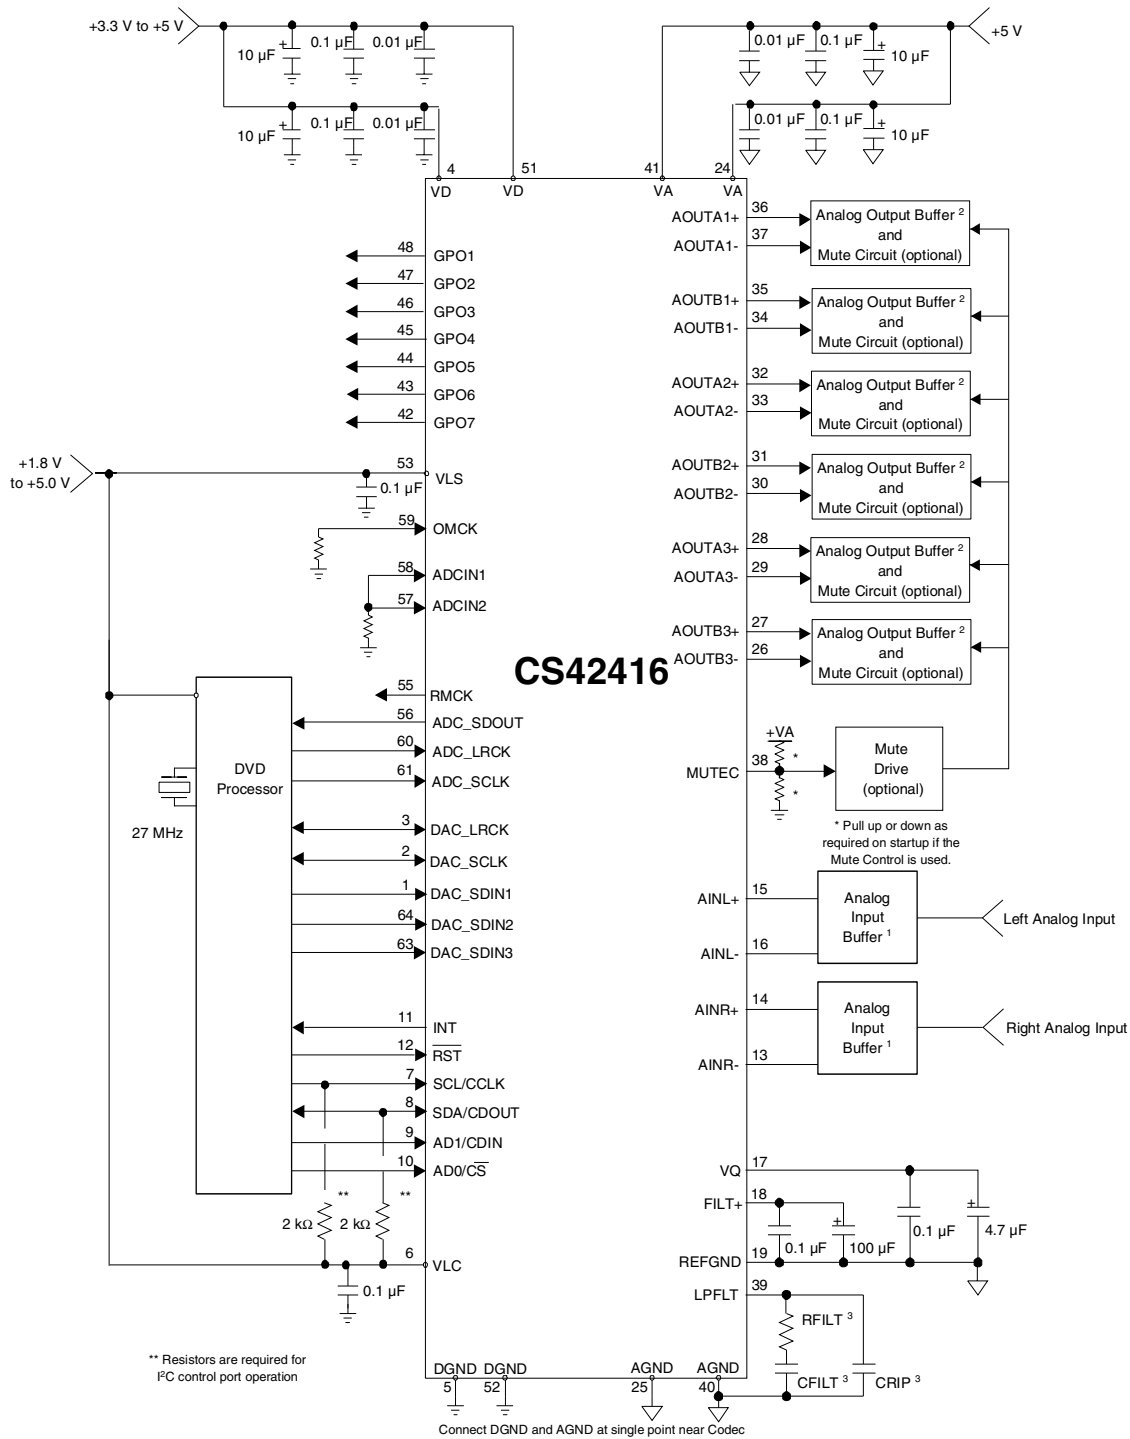 +3.3 V to +5 V
10 µF
+
0.1 µF
0.01 µF
10 µF
+
0.1 µF
0.01 µF
0.01 µF
0.1 µF
+
10 µF
+5 V
0.01 µF
0.1 µF
+
10 µF
4
VD
51
VD
41
VA
24
VA
48
GPO1
47
GPO2
46
GPO3
45
GPO4
44
GPO5
43
GPO6
42
GPO7
+1.8 V
to +5.0 V
53
VLS
0.1 µF
59
OMCK
58
ADCIN1
57
ADCIN2
CS42416
55
RMCK
56
ADC_SDOUT
60
ADC_LRCK
61
ADC_SCLK
3
DAC_LRCK
2
DAC_SCLK
1
DAC_SDIN1
64
DAC_SDIN2
63
DAC_SDIN3
DVD
Processor
27 MHz
11
INT
12
RST
7
SCL/CCLK
8
SDA/CDOUT
9
AD1/CDIN
10
AD0/CS
**
**
2 kΩ
2 kΩ
6
VLC
0.1 µF
** Resistors are required for
I²C control port operation
AOUTA1+
36
AOUTA1-
37
Analog Output Buffer ²
and
Mute Circuit (optional)
AOUTB1+
35
AOUTB1-
34
Analog Output Buffer ²
and
Mute Circuit (optional)
AOUTA2+
32
AOUTA2-
33
Analog Output Buffer ²
and
Mute Circuit (optional)
AOUTB2+
31
AOUTB2-
30
Analog Output Buffer ²
and
Mute Circuit (optional)
AOUTA3+
28
AOUTA3-
29
Analog Output Buffer ²
and
Mute Circuit (optional)
AOUTB3+
27
AOUTB3-
26
Analog Output Buffer ²
and
Mute Circuit (optional)
+VA
MUTEC
38
*
*
Mute
Drive
(optional)
* Pull up or down as
required on startup if the
Mute Control is used.
AINL+
15
AINL-
16
Analog
Input
Buffer ¹
Left Analog Input
AINR+
14
AINR-
13
Analog
Input
Buffer ¹
Right Analog Input
VQ
17
FILT+
18
+
0.1 µF
100 µF
0.1 µF
+
4.7 µF
REFGND
19
LPFLT
39
RFILT ³
CFILT ³
CRIP ³
DGND
5
DGND
52
AGND
25
AGND
40
Connect DGND and AGND at single point near Codec